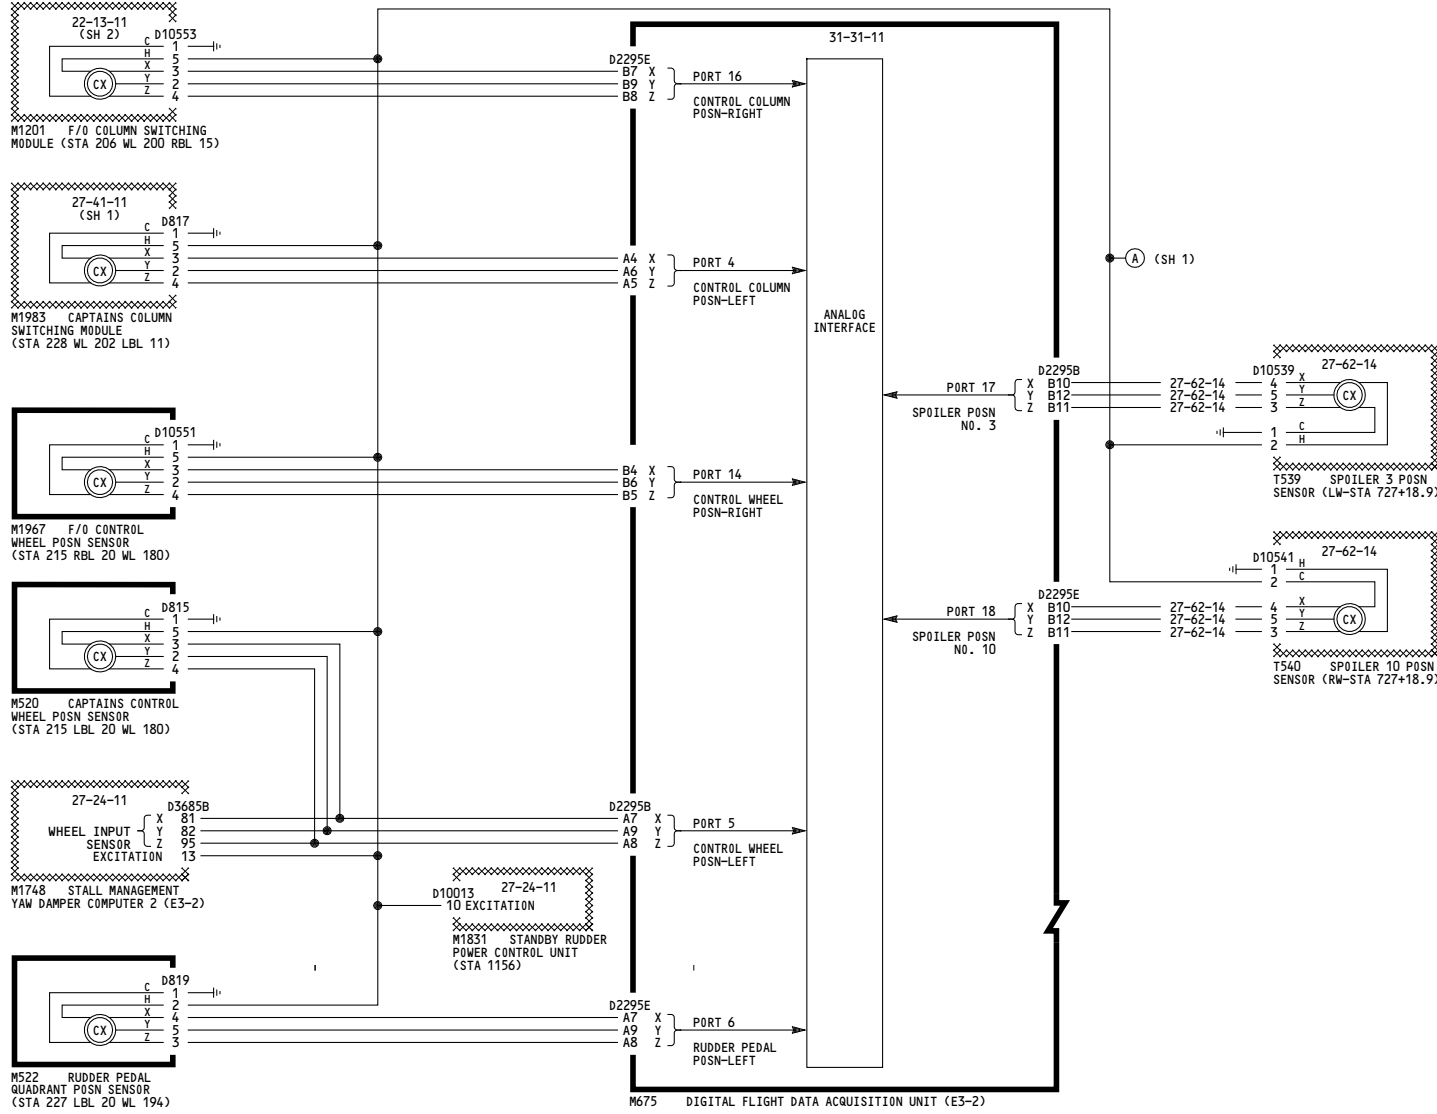 22-13-11
(SH 2)
D10553
C 1
H 5
X 3
Y 2
Z 4
CX
M1201 F/O COLUMN SWITCHING
MODULE (STA 206 WL 200 RBL 15)
27-41-11
(SH 1)
D817
C 1
H 5
X 3
Y 2
Z 4
CX
M1983 CAPTAINS COLUMN
SWITCHING MODULE
(STA 228 WL 202 LBL 11)
D10551
C 1
H 5
X 3
Y 2
Z 4
CX
M1967 F/O CONTROL
WHEEL POSN SENSOR
(STA 215 RBL 20 WL 180)
D815
C 1
H 5
X 3
Y 2
Z 4
CX
M520 CAPTAINS CONTROL
WHEEL POSN SENSOR
(STA 215 LBL 20 WL 180)
27-24-11
D3685B
X 81
WHEEL INPUT Y 82
SENSOR Z 95
EXCITATION 13
M1748 STALL MANAGEMENT
YAW DAMPER COMPUTER 2 (E3-2)
D10013 27-24-11
10 EXCITATION
M1831 STANDBY RUDDER
POWER CONTROL UNIT
(STA 1156)
D819
C 1
H 2
X 4
Y 5
Z 3
CX
M522 RUDDER PEDAL
QUADRANT POSN SENSOR
(STA 227 LBL 20 WL 194)
31-31-11
D2295E
B7 X
B9 Y
B8 Z
PORT 16
CONTROL COLUMN
POSN-RIGHT
A4 X
A6 Y
A5 Z
PORT 4
CONTROL COLUMN
POSN-LEFT
B4 X
B6 Y
B5 Z
PORT 14
CONTROL WHEEL
POSN-RIGHT
D2295B
A7 X
A9 Y
A8 Z
PORT 5
CONTROL WHEEL
POSN-LEFT
D2295E
A7 X
A9 Y
A8 Z
PORT 6
RUDDER PEDAL
POSN-LEFT
ANALOG
INTERFACE
PORT 17
SPOILER POSN
NO. 3
D2295B
X B10
Y B12
Z B11
PORT 18
SPOILER POSN
NO. 10
D2295E
X B10
Y B12
Z B11
M675 DIGITAL FLIGHT DATA ACQUISITION UNIT (E3-2)
A (SH 1)
27-62-14
27-62-14
27-62-14
27-62-14
D10539
4 X
5 Y
3 Z
1 C
2 H
CX
T539 SPOILER 3 POSN
SENSOR (LW-STA 727+18.9)
27-62-14
D10541
1 H
2 C
27-62-14
27-62-14
27-62-14
4 X
5 Y
3 Z
CX
T540 SPOILER 10 POSN
SENSOR (RW-STA 727+18.9)